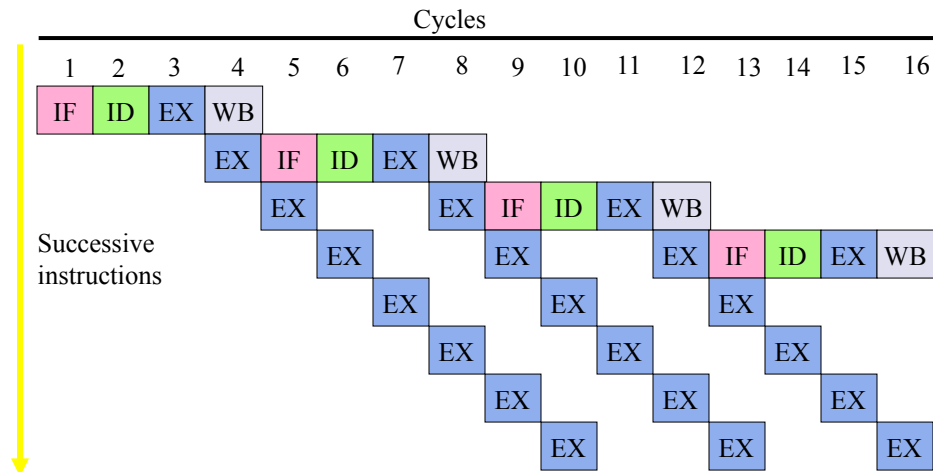 Cycles
1 2 3 4 5 6 7 8 9 10 11 12 13 14 15 16
IF ID EX WB
EX IF ID EX WB
EX EX IF ID EX WB
Successive
instructions
EX EX EX IF ID EX WB
EX EX EX
EX EX EX
EX EX EX
EX EX EX